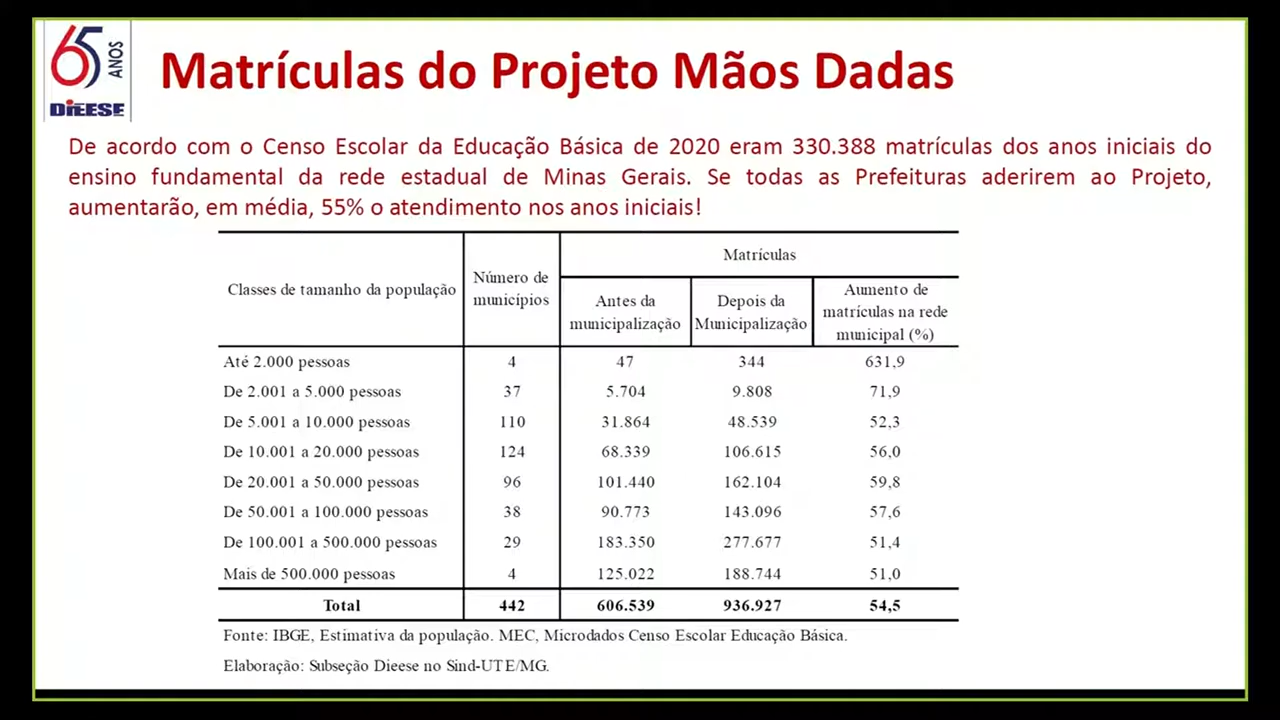 65 ANOS
DIEESE
Matrículas do Projeto Mãos Dadas
De acordo com o Censo Escolar da Educação Básica de 2020 eram 330.388 matrículas dos anos iniciais do
ensino fundamental da rede estadual de Minas Gerais. Se todas as Prefeituras aderirem ao Projeto,
aumentarão, em média, 55% o atendimento nos anos iniciais!
Classes de tamanho da população
Número de
municípios
Matrículas
Antes da
municipalização
Depois da
Municipalização
Aumento de
matrículas na rede
municipal (%)
Até 2.000 pessoas 4 47 344 631,9
De 2.001 a 5.000 pessoas 37 5.704 9.808 71,9
De 5.001 a 10.000 pessoas 110 31.864 48.539 52,3
De 10.001 a 20.000 pessoas 124 68.339 106.615 56,0
De 20.001 a 50.000 pessoas 96 101.440 162.104 59,8
De 50.001 a 100.000 pessoas 38 90.773 143.096 57,6
De 100.001 a 500.000 pessoas 29 183.350 277.677 51,4
Mais de 500.000 pessoas 4 125.022 188.744 51,0
Total 442 606.539 936.927 54,5
Fonte: IBGE, Estimativa da população. MEC, Microdados Censo Escolar Educação Básica.
Elaboração: Subseção Dieese no Sind-UTE/MG.